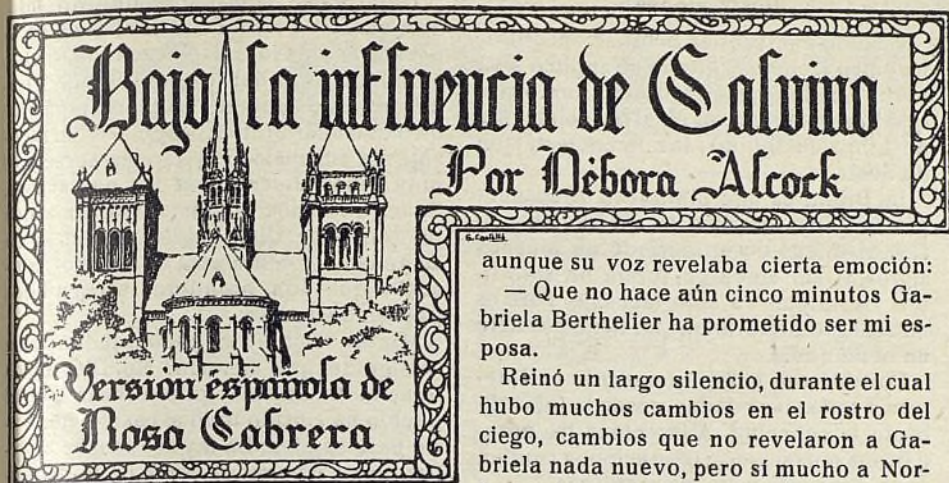 Bajo la influencia de Calvino
Por Débora Alcock
Versión española de
Rosa Cabrera
aunque su voz revelaba cierta emoción:
— Que no hace aún cinco minutos Ga-
briela Berthelier ha prometido ser mi es-
posa.
Reinó un largo silencio, durante el cual
hubo muchos cambios en el rostro del
ciego, cambios que no revelaron a Ga-
briela nada nuevo, pero sí mucho a Nor-